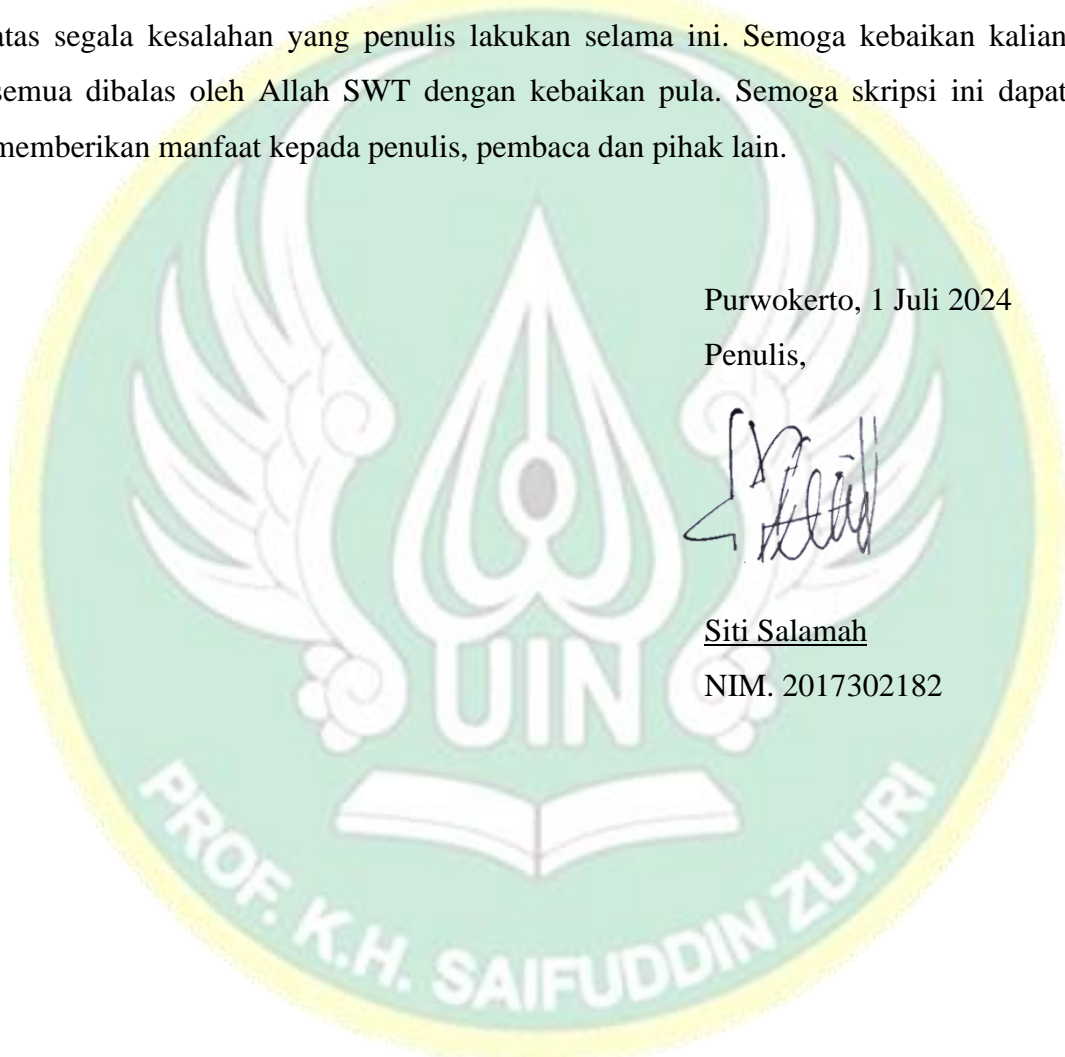 atas segala kesalahan yang penulis lakukan selama ini. Semoga kebaikan kalian
semua dibalas oleh Allah SWT dengan kebaikan pula. Semoga skripsi ini dapat
memberikan manfaat kepada penulis, pembaca dan pihak lain.
Purwokerto, 1 Juli 2024
Penulis,
Siti Salamah
NIM. 2017302182
UIN
PROF. K.H. SAIFUDDIN ZUHRI